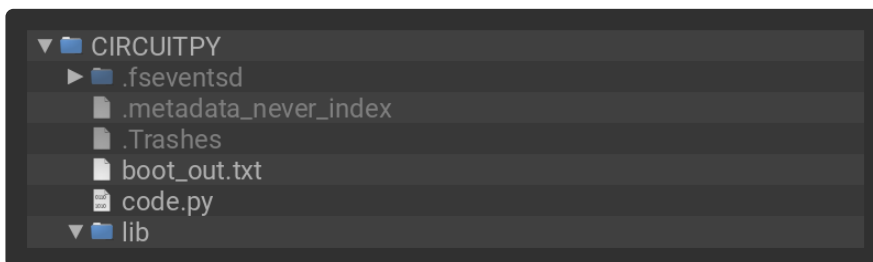 CIRCUITPY
.fseventsd
.metadata_never_index
.Trashes
boot_out.txt
code.py
lib